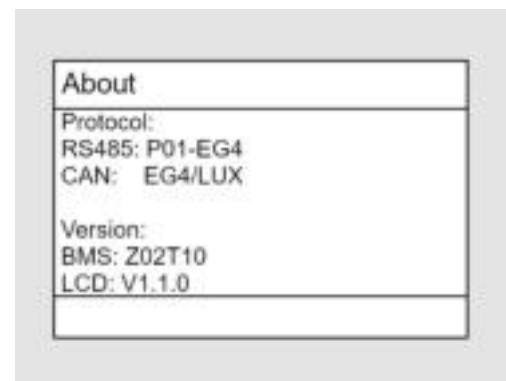 About
Protocol:
RS485: P01-EG4
CAN: EG4/LUX
Version:
BMS: Z02T10
LCD: V1.1.0